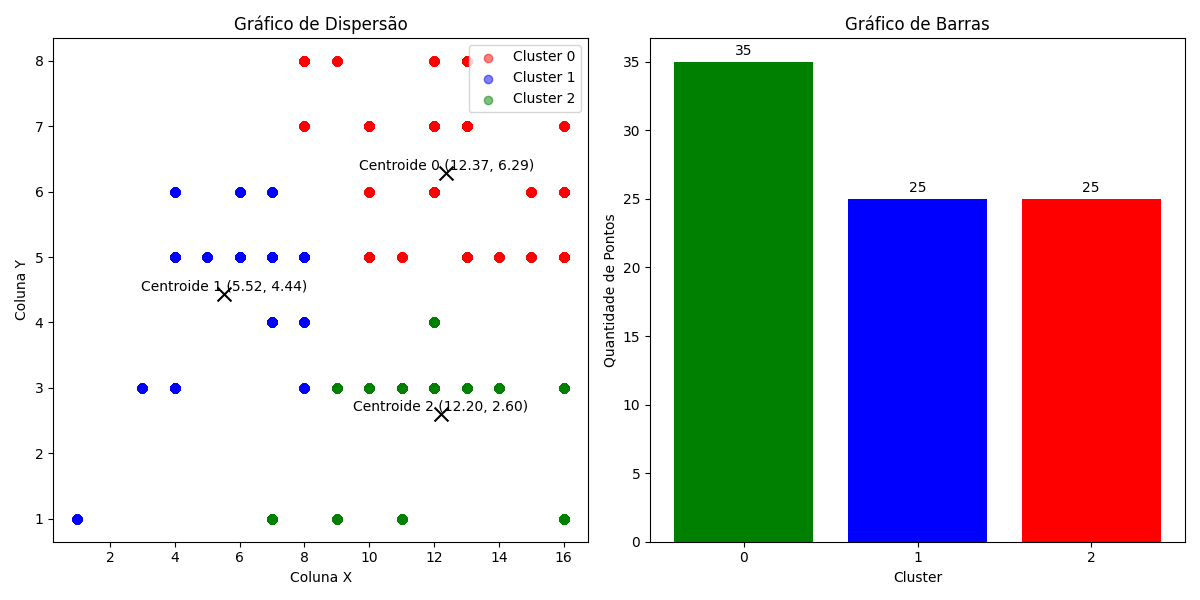 Gráfico de Dispersão
8
7
6
5
4
3
2
1
Coluna Y
Cluster 0
Cluster 1
Cluster 2
Centroide 0 (12.37, 6.29)
Centroide 1 (5.52, 4.44)
Centroide 2 (12.20, 2.60)
2 4 6 8 10 12 14 16
Coluna X
Gráfico de Barras
35
30
25
20
15
10
5
0
Quantidade de Pontos
35
25
25
0 1 2
Cluster